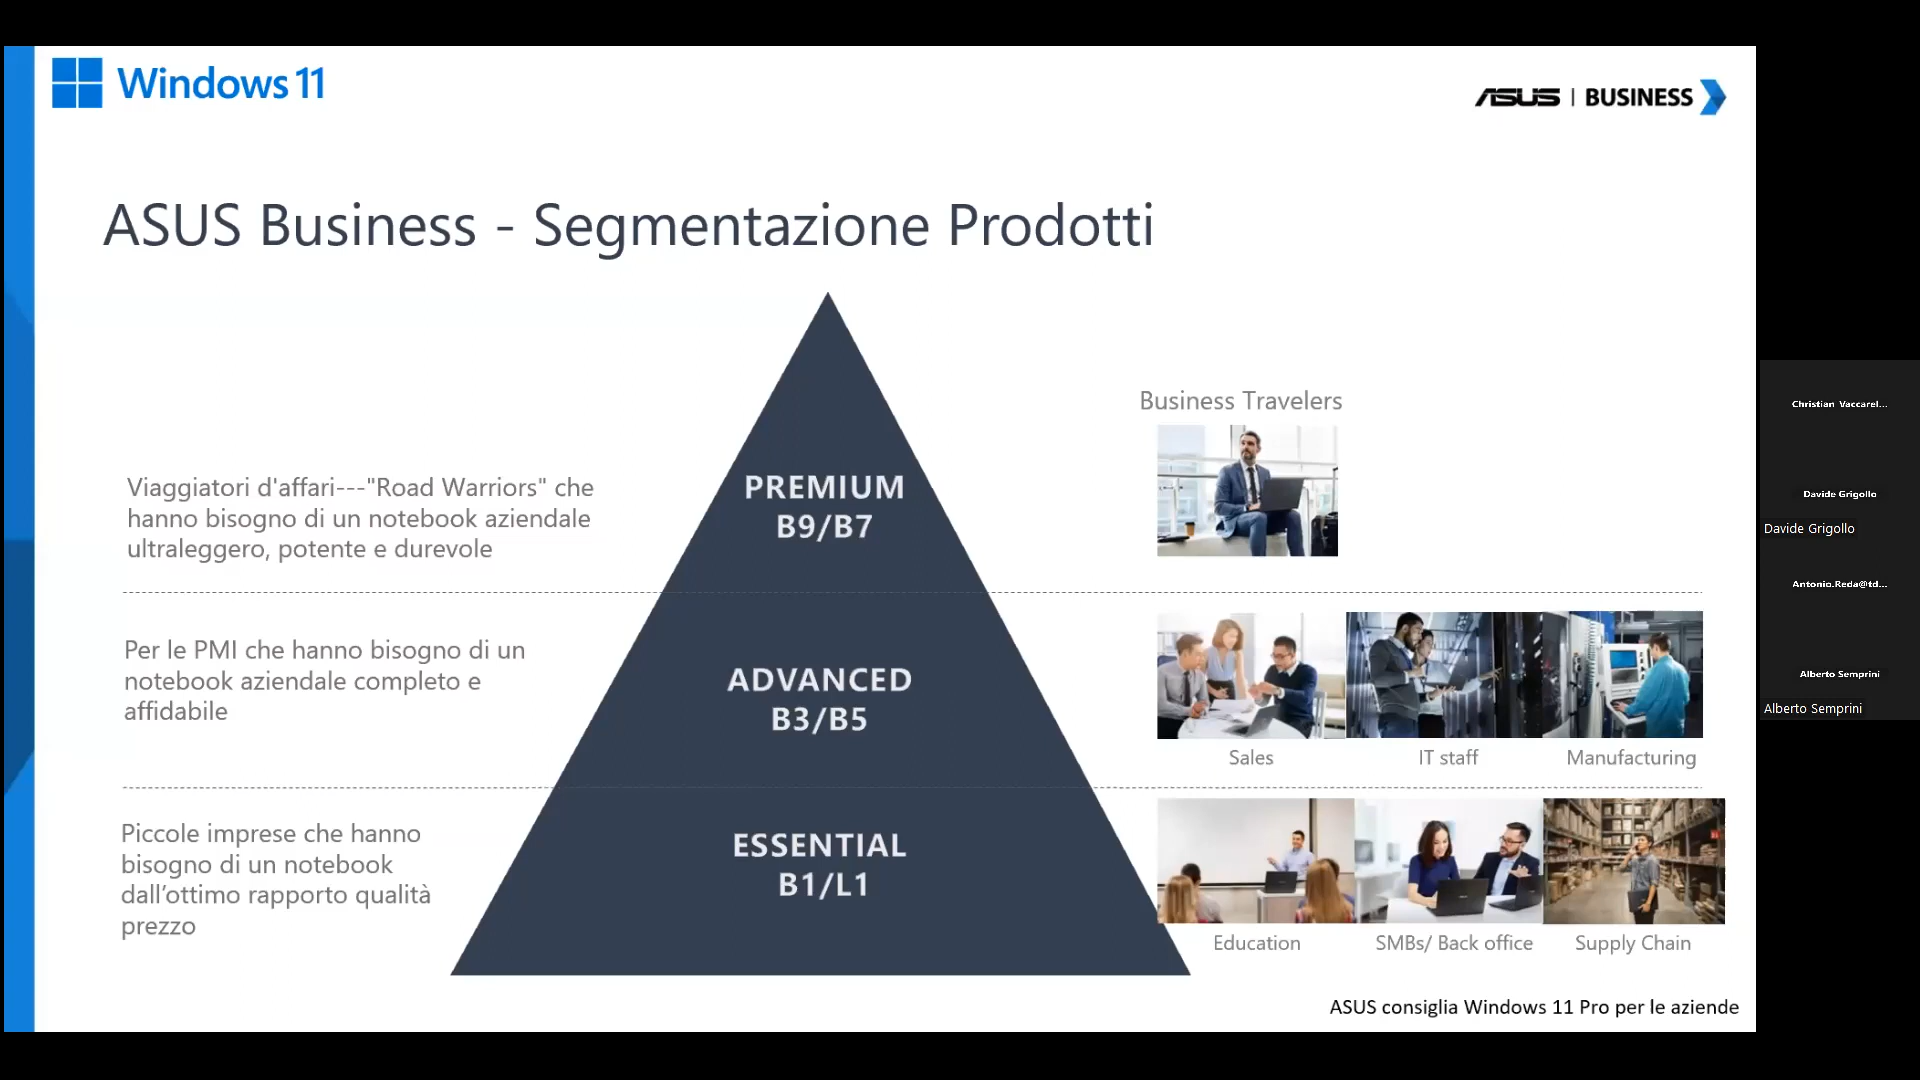 Windows 11
ASUS | BUSINESS
ASUS Business - Segmentazione Prodotti
Business Travelers
Viaggiatori d'affari---"Road Warriors" che
hanno bisogno di un notebook aziendale
ultraleggero, potente e durevole
PREMIUM
B9/B7
Per le PMI che hanno bisogno di un
notebook aziendale completo e
affidabile
ADVANCED
B3/B5
Sales
IT staff
Manufacturing
Piccole imprese che hanno
bisogno di un notebook
dall’ottimo rapporto qualità
prezzo
ESSENTIAL
B1/L1
Education
SMBs/ Back office
Supply Chain
ASUS consiglia Windows 11 Pro per le aziende
Christian Vaccarel...
Davide Grigollo
Davide Grigollo
Antonio.Reda@td...
Alberto Semprini
Alberto Semprini